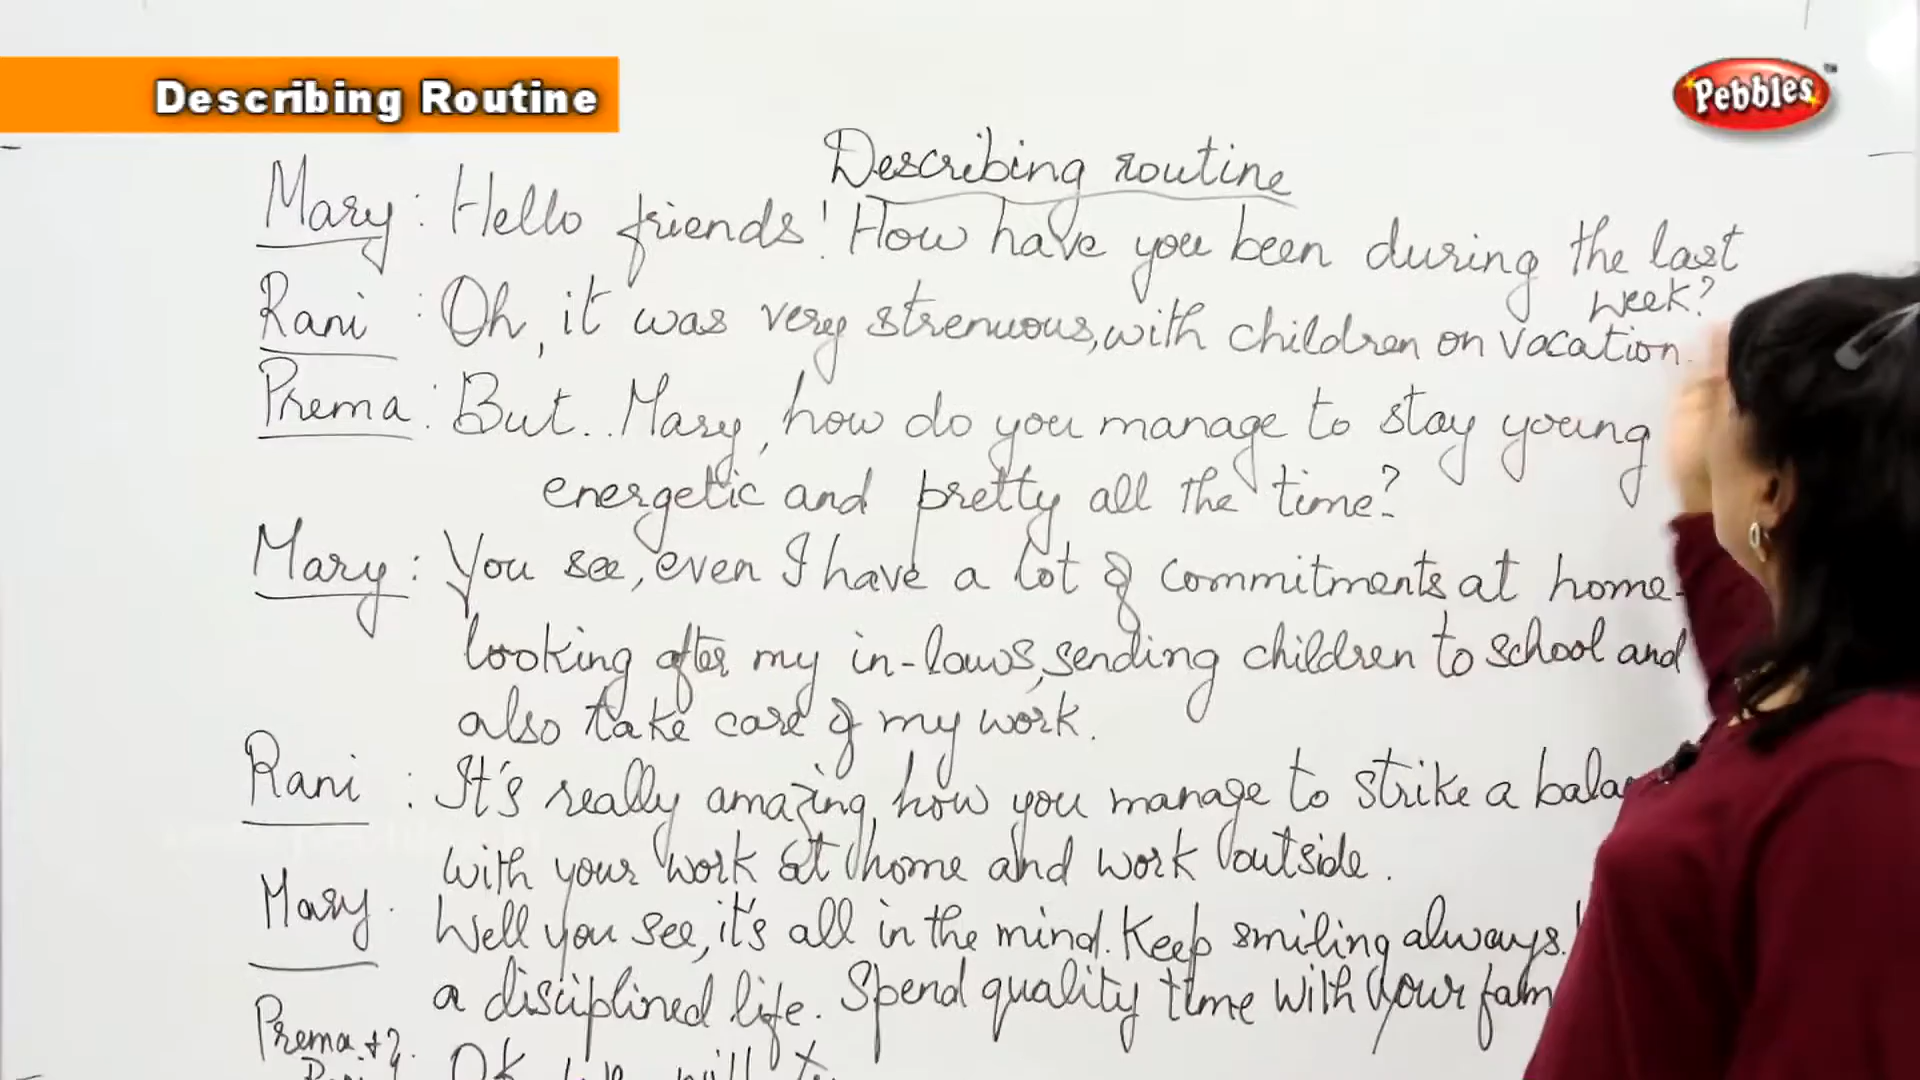 Describing Routine
Pebbles™
Describing routine
Mary : Hello friends! How have you been during the last
week?
Rani : Oh, it was very strenuous, with children on vacation.
Prema : But.. Mary, how do you manage to stay young
energetic and pretty all the time?
Mary : You see, even I have a lot of commitments at home-
looking after my in-laws, sending children to school and
also take care of my work.
Rani : It's really amazing, how you manage to strike a
with your work at home and work outside.
Mary. Well you see, it's all in the mind. Keep smiling always.
a disciplined life. Spend quality time with your
Prema +
OK